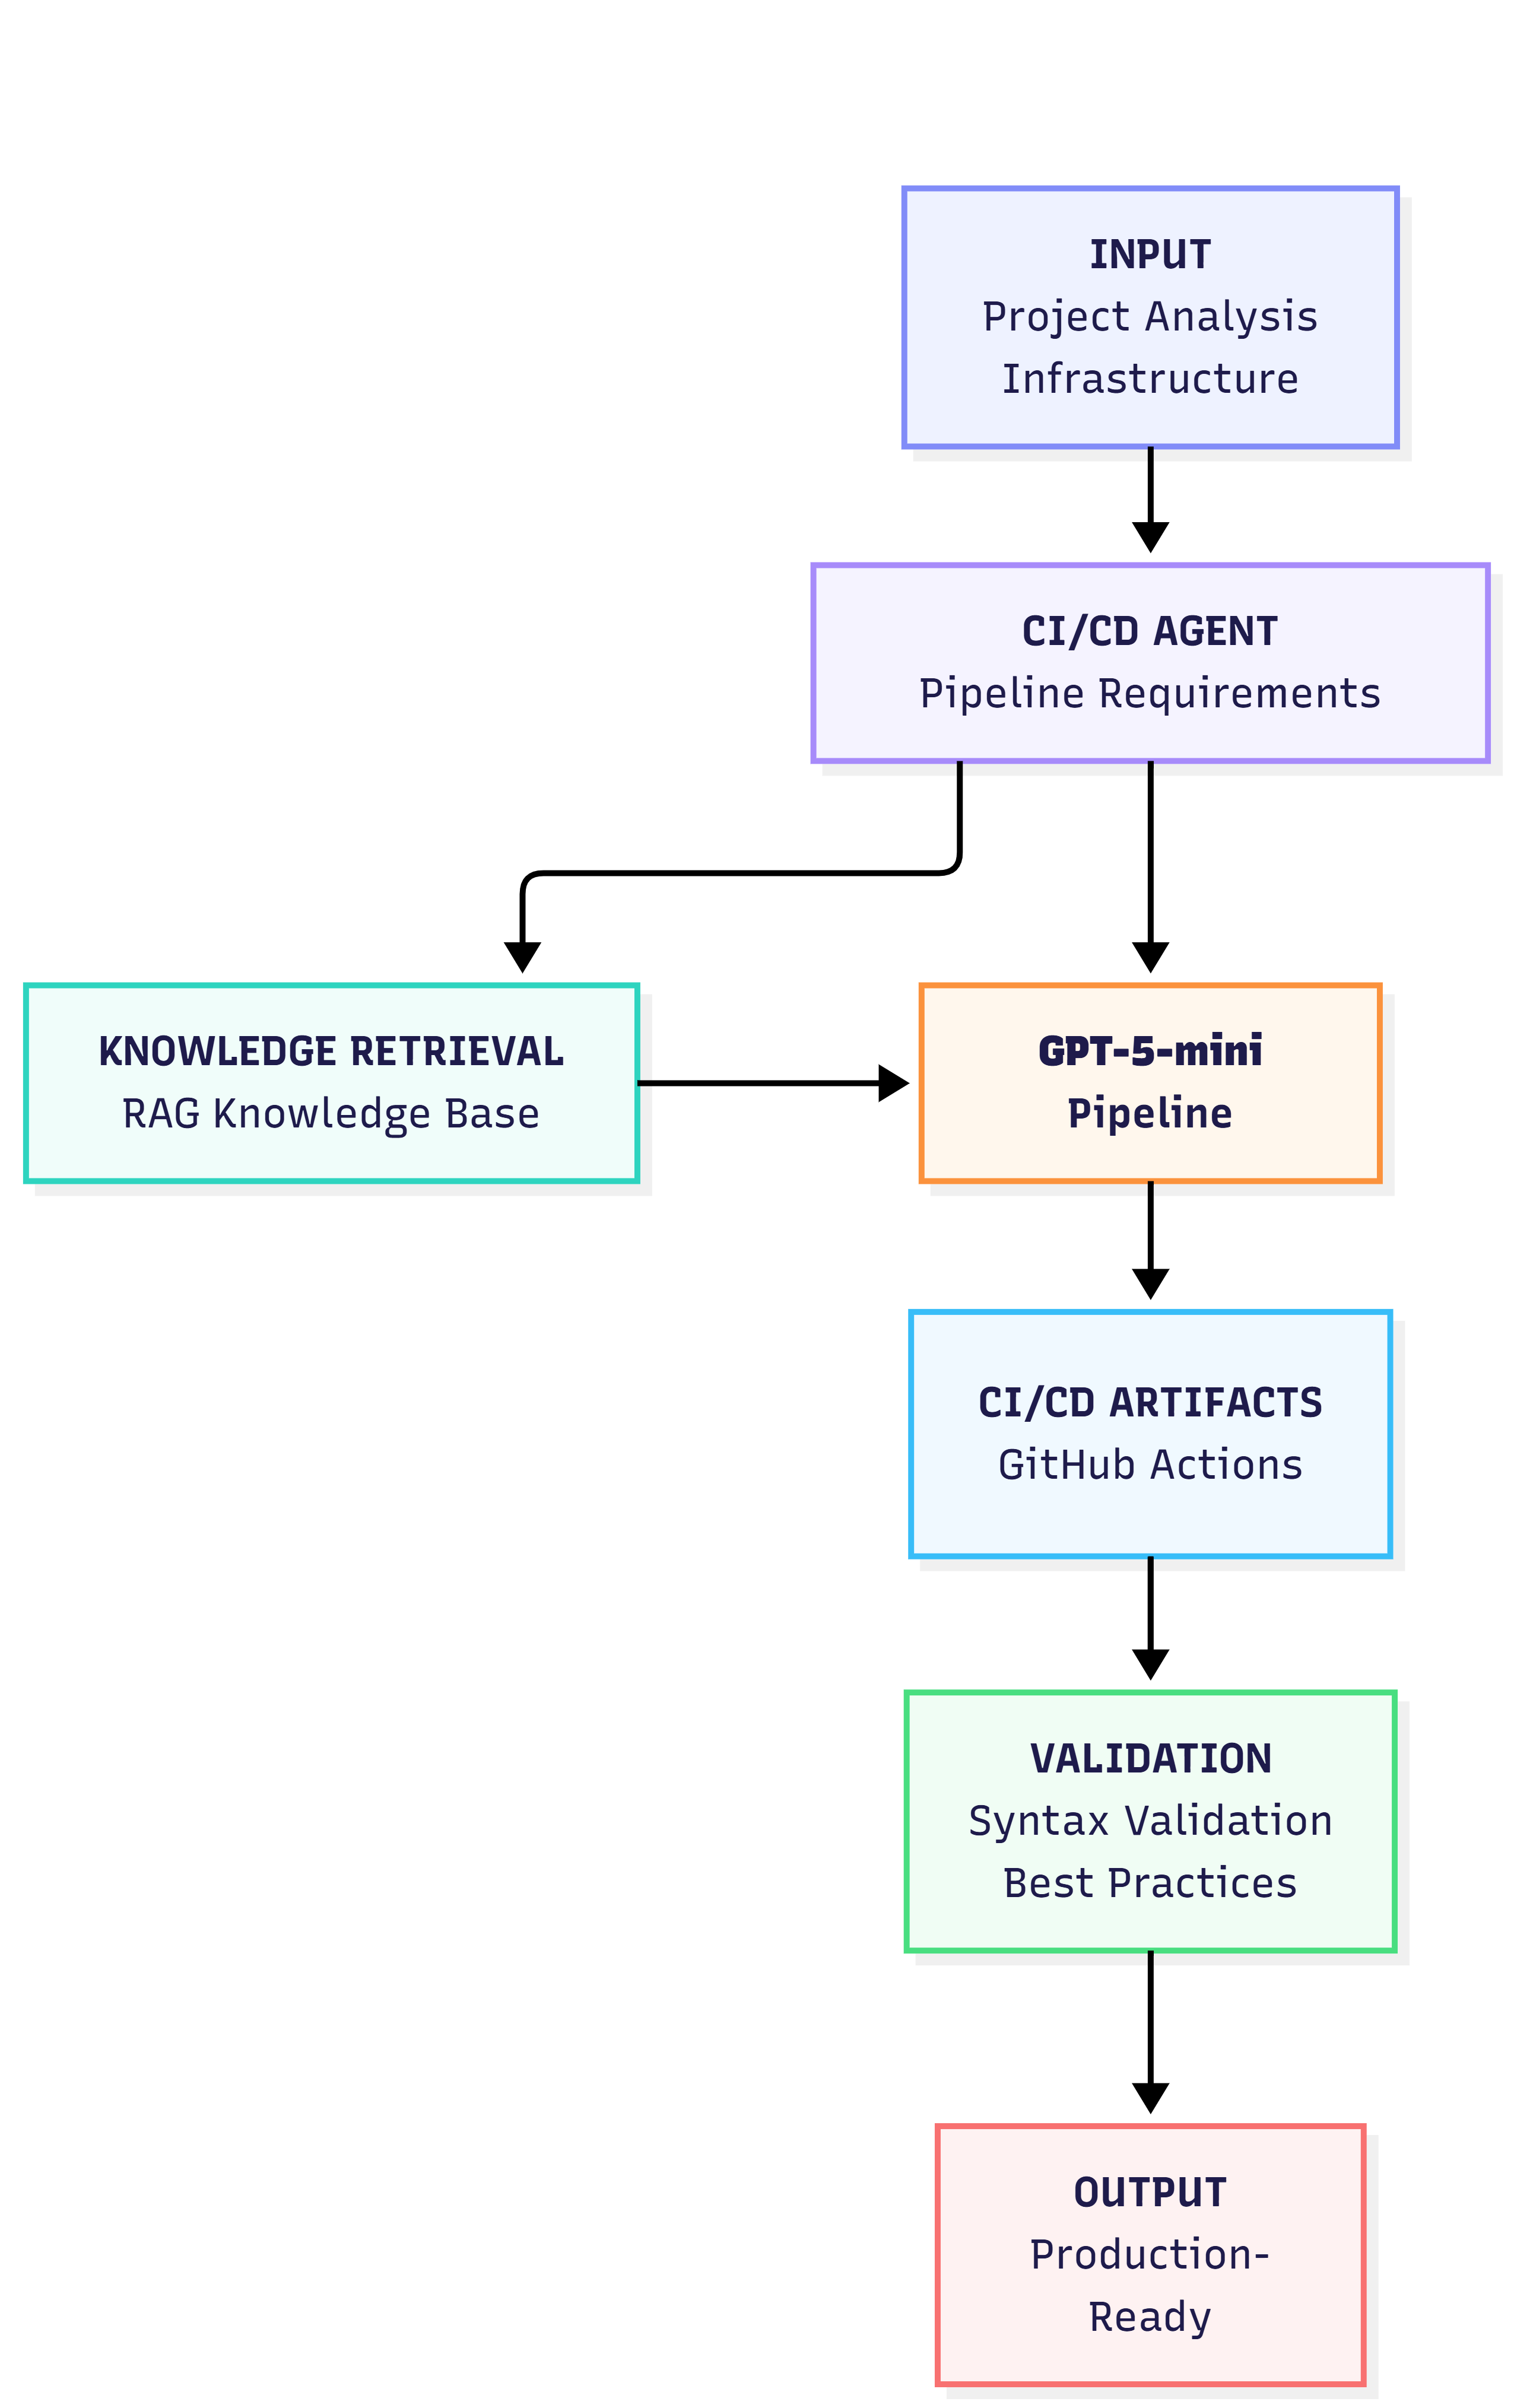 INPUT
Project Analysis
Infrastructure
CI/CD AGENT
Pipeline Requirements
KNOWLEDGE RETRIEVAL
RAG Knowledge Base
GPT-5-mini
Pipeline
CI/CD ARTIFACTS
GitHub Actions
VALIDATION
Syntax Validation
Best Practices
OUTPUT
Production-
Ready